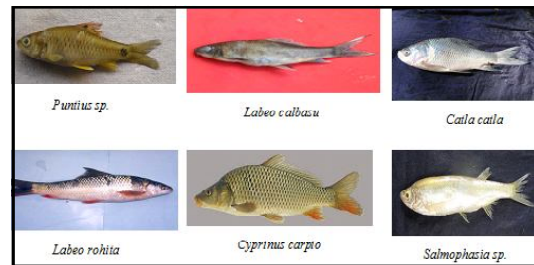 Puntius sp.
Labeo calbasu
Catla catla
Labeo rohita
Cyprinus carpio
Salmophasia sp.